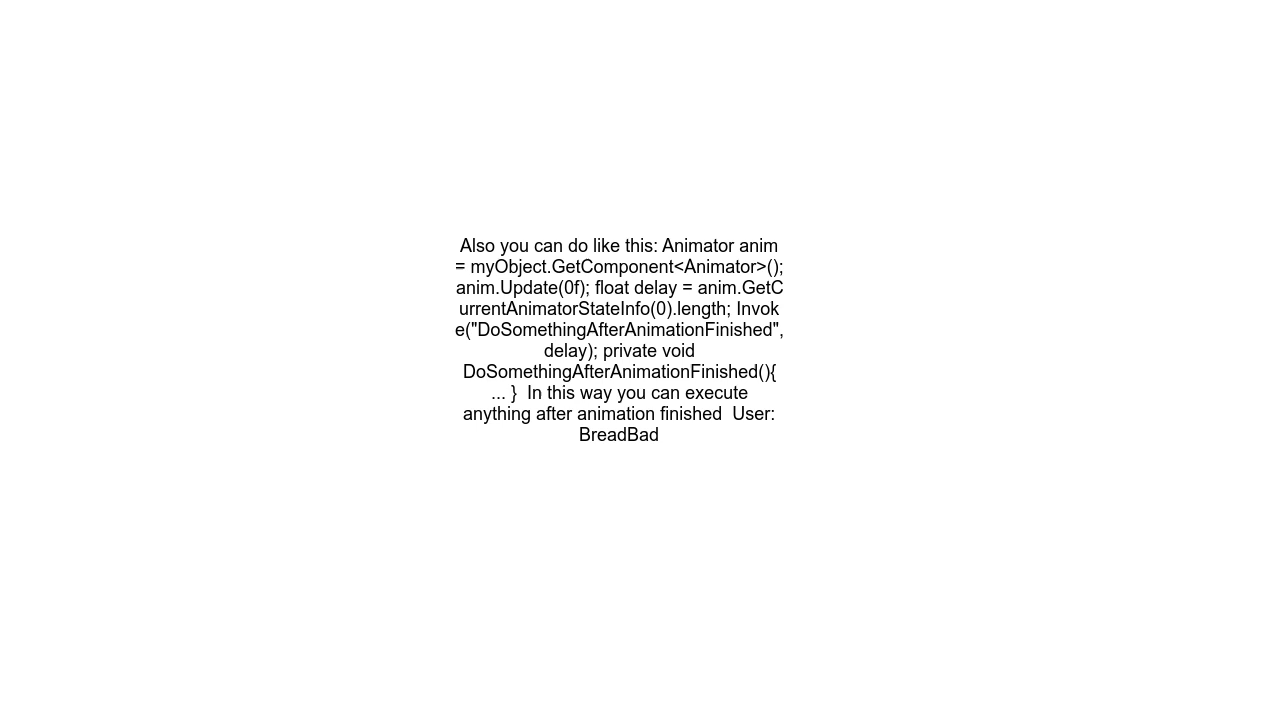 Also you can do like this: Animator anim
= myObject.GetComponent<Animator>();
anim.Update(0f); float delay = anim.GetC
urrentAnimatorStateInfo(0).length; Invok
e("DoSomethingAfterAnimationFinished",
delay); private void
DoSomethingAfterAnimationFinished(){
... }  In this way you can execute
anything after animation finished  User:
BreadBad